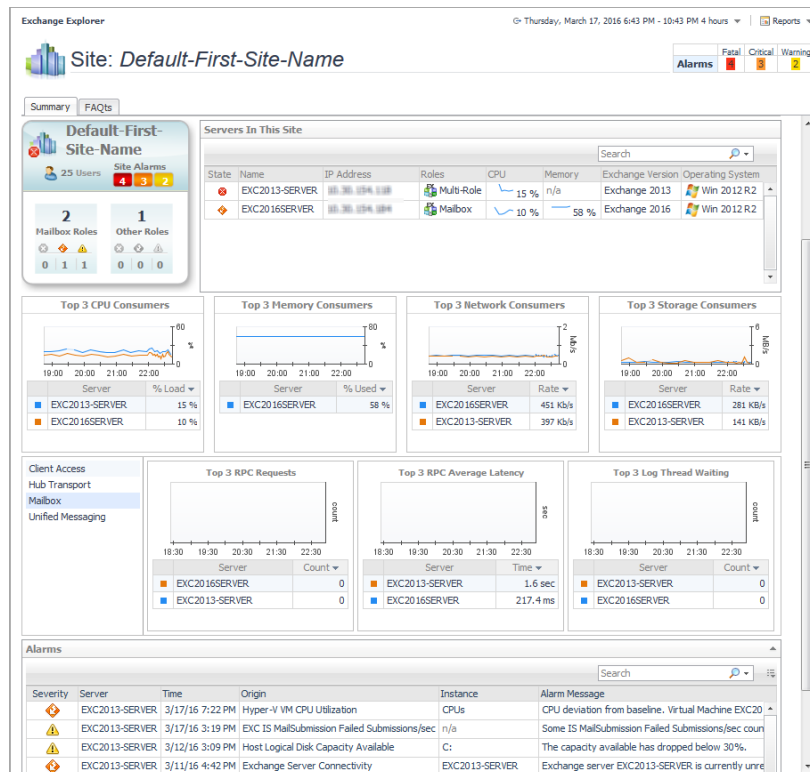 Exchange Explorer
Thursday, March 17, 2016 6:43 PM - 10:43 PM 4 hours
Reports
Site: Default-First-Site-Name
Fatal Critical Warning
Alarms 4 3 2
Summary FAQts
Default-First-
Site-Name
25 Users
Site Alarms
4 3 2
2
Mailbox Roles
1
Other Roles
0 1 1
0 0 0
Servers In This Site
Search
State Name IP Address Roles CPU Memory Exchange Version Operating System
EXC2013-SERVER Multi-Role 15 % n/a Exchange 2013 Win 2012 R2
EXC2016SERVER Mailbox 10 % 58 % Exchange 2016 Win 2012 R2
Top 3 CPU Consumers
60
%
0
19:00 20:00 21:00 22:00
Server % Load
EXC2013-SERVER 15 %
EXC2016SERVER 10 %
Top 3 Memory Consumers
80
%
0
19:00 20:00 21:00 22:00
Server % Used
EXC2016SERVER 58 %
Top 3 Network Consumers
2
Mb/s
0
19:00 20:00 21:00 22:00
Server Rate
EXC2016SERVER 451 Kb/s
EXC2013-SERVER 397 Kb/s
Top 3 Storage Consumers
6
MB/s
0
19:00 20:00 21:00 22:00
Server Rate
EXC2016SERVER 281 KB/s
EXC2013-SERVER 141 KB/s
Client Access
Hub Transport
Mailbox
Unified Messaging
Top 3 RPC Requests
count
18:30 19:30 20:30 21:30 22:30
Server Count
EXC2016SERVER 0
EXC2013-SERVER 0
Top 3 RPC Average Latency
sec
18:30 19:30 20:30 21:30 22:30
Server Time
EXC2013-SERVER 1.6 sec
EXC2016SERVER 217.4 ms
Top 3 Log Thread Waiting
count
18:30 19:30 20:30 21:30 22:30
Server Count
EXC2013-SERVER 0
EXC2016SERVER 0
Alarms
Search
Severity Server Time Origin Instance Alarm Message
EXC2013-SERVER 3/17/16 7:22 PM Hyper-V VM CPU Utilization CPUs CPU deviation from baseline. Virtual Machine EXC20
EXC2013-SERVER 3/17/16 3:19 PM EXC IS MailSubmission Failed Submissions/sec n/a Some IS MailSubmission Failed Submissions/sec coun
EXC2013-SERVER 3/12/16 3:09 PM Host Logical Disk Capacity Available C: The capacity available has dropped below 30%.
EXC2013-SERVER 3/11/16 4:42 PM Exchange Server Connectivity EXC2013-SERVER Exchange server EXC2013-SERVER is currently unre